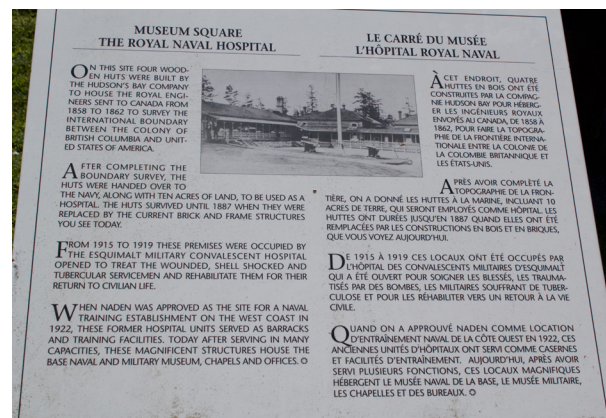 MUSEUM SQUARE
THE ROYAL NAVAL HOSPITAL
ON THIS SITE FOUR WOOD-
EN HUTS WERE BUILT BY
THE HUDSON'S BAY COMPANY
TO HOUSE THE ROYAL ENGI-
NEERS SENT TO CANADA FROM
1858 TO 1862 TO SURVEY THE
INTERNATIONAL BOUNDARY
BETWEEN THE COLONY OF
BRITISH COLUMBIA AND UNIT-
ED STATES OF AMERICA.
AFTER COMPLETING THE
BOUNDARY SURVEY, THE
HUTS WERE HANDED OVER TO
THE NAVY, ALONG WITH TEN ACRES OF LAND, TO BE USED AS A
HOSPITAL. THE HUTS SURVIVED UNTIL 1887 WHEN THEY WERE
REPLACED BY THE CURRENT BRICK AND FRAME STRUCTURES
YOU SEE TODAY.
FROM 1915 TO 1919 THESE PREMISES WERE OCCUPIED BY
THE ESQUIMALT MILITARY CONVALESCENT HOSPITAL
OPENED TO TREAT THE WOUNDED, SHELL SHOCKED AND
TUBERCULAR SERVICEMEN AND REHABILITATE THEM FOR THEIR
RETURN TO CIVILIAN LIFE.
WHEN NADEN WAS APPROVED AS THE SITE FOR A NAVAL
TRAINING ESTABLISHMENT ON THE WEST COAST IN
1922, THESE FORMER HOSPITAL UNITS SERVED AS BARRACKS
AND TRAINING FACILITIES. TODAY AFTER SERVING IN MANY
CAPACITIES, THESE MAGNIFICENT STRUCTURES HOUSE THE
BASE NAVAL AND MILITARY MUSEUM, CHAPELS AND OFFICES.
LE CARRÉ DU MUSÉE
L'HÔPITAL ROYAL NAVAL
À CET ENDROIT, QUATRE
HUTTES EN BOIS ONT ÉTÉ
CONSTRUITES PAR LA COMPAG-
NIE HUDSON BAY POUR HÉBERG-
ER LES INGÉNIEURS ROYAUX
ENVOYÉS AU CANADA, DE 1858 À
1862, POUR FAIRE LA TOPOGRA-
PHIE DE LA FRONTIÈRE INTERNA-
TIONALE ENTRE LA COLONIE DE
LA COLOMBIE BRITANNIQUE ET
LES ÉTATS-UNIS.
APRÈS AVOIR COMPLÉTÉ LA
TOPOGRAPHIE DE LA FRON-
TIÈRE, ON A DONNÉ LES HUTTES À LA MARINE, INCLUANT 10
ACRES DE TERRE, QUI SERONT EMPLOYÉS COMME HÔPITAL. LES
HUTTES ONT DURÉES JUSQU'EN 1887 QUAND ELLES ONT ÉTÉ
REMPLACÉES PAR LES CONSTRUCTIONS EN BOIS ET EN BRIQUES,
QUE VOUS VOYEZ AUJOURD'HUI.
DE 1915 À 1919 CES LOCAUX ONT ÉTÉ OCCUPÉS PAR
L'HÔPITAL DES CONVALESCENTS MILITAIRES D'ESQUIMALT
QUI A ÉTÉ OUVERT POUR SOIGNER LES BLESSÉS, LES TRAUMA-
TISÉS PAR DES BOMBES, LES MILITAIRES SOUFFRANT DE TUBER-
CULOSE ET POUR LES RÉHABILITER VERS UN RETOUR À LA VIE
CIVILE.
QUAND ON A APPROUVÉ NADEN COMME LOCATION
D'ENTRAÎNEMENT NAVAL DE LA CÔTE OUEST EN 1922, CES
ANCIENNES UNITÉS D'HÔPITAUX ONT SERVI COMME CASERNES
ET FACILITÉS D'ENTRAÎNEMENT. AUJOURD'HUI, APRÈS AVOIR
SERVI PLUSIEURS FONCTIONS, CES LOCAUX MAGNIFIQUES
HÉBERGENT LE MUSÉE NAVAL DE LA BASE, LE MUSÉE MILITAIRE,
LES CHAPELLES ET DES BUREAUX.